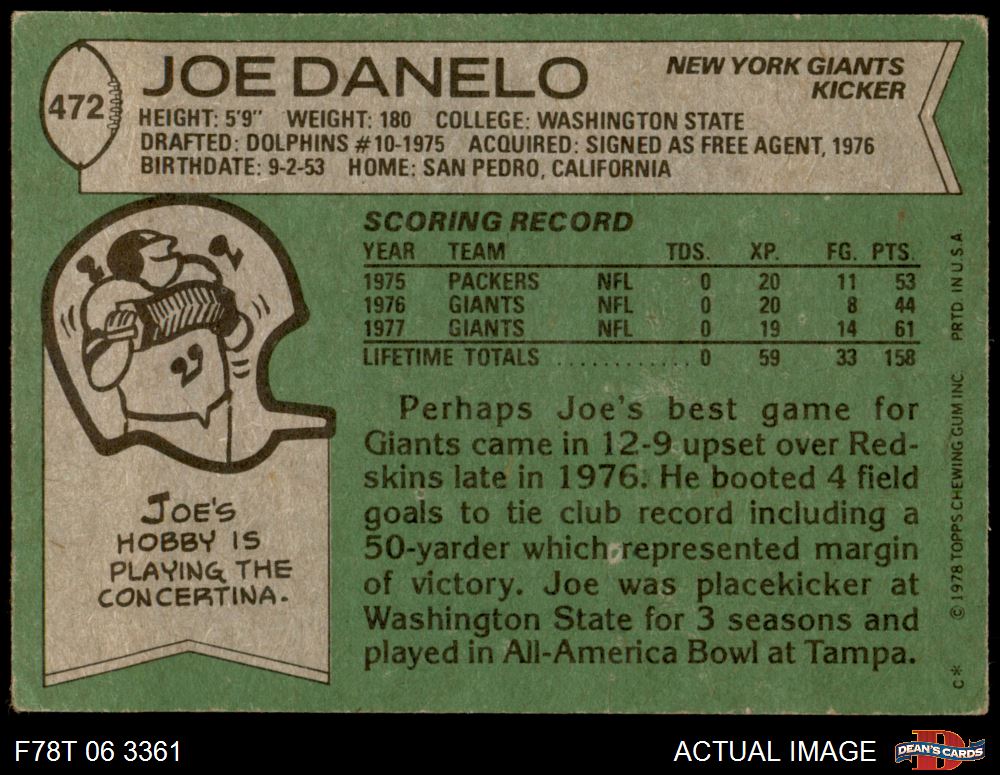 472
JOE DANELO
NEW YORK GIANTS
KICKER
HEIGHT: 5'9" WEIGHT: 180 COLLEGE: WASHINGTON STATE
DRAFTED: DOLPHINS #10-1975 ACQUIRED: SIGNED AS FREE AGENT, 1976
BIRTHDATE: 9-2-53 HOME: SAN PEDRO, CALIFORNIA
SCORING RECORD
YEAR TEAM TDS. XP. FG. PTS.
1975 PACKERS NFL 0 20 11 53
1976 GIANTS NFL 0 20 8 44
1977 GIANTS NFL 0 19 14 61
LIFETIME TOTALS ............ 0 59 33 158
Perhaps Joe's best game for
Giants came in 12-9 upset over Red-
skins late in 1976. He booted 4 field
goals to tie club record including a
50-yarder which represented margin
of victory. Joe was placekicker at
Washington State for 3 seasons and
played in All-America Bowl at Tampa.
JOE'S
HOBBY IS
PLAYING THE
CONCERTINA.
C* © 1978 TOPPS CHEWING GUM INC. PRTD. IN U.S.A
F78T 06 3361
ACTUAL IMAGE
DEAN'S CARDS